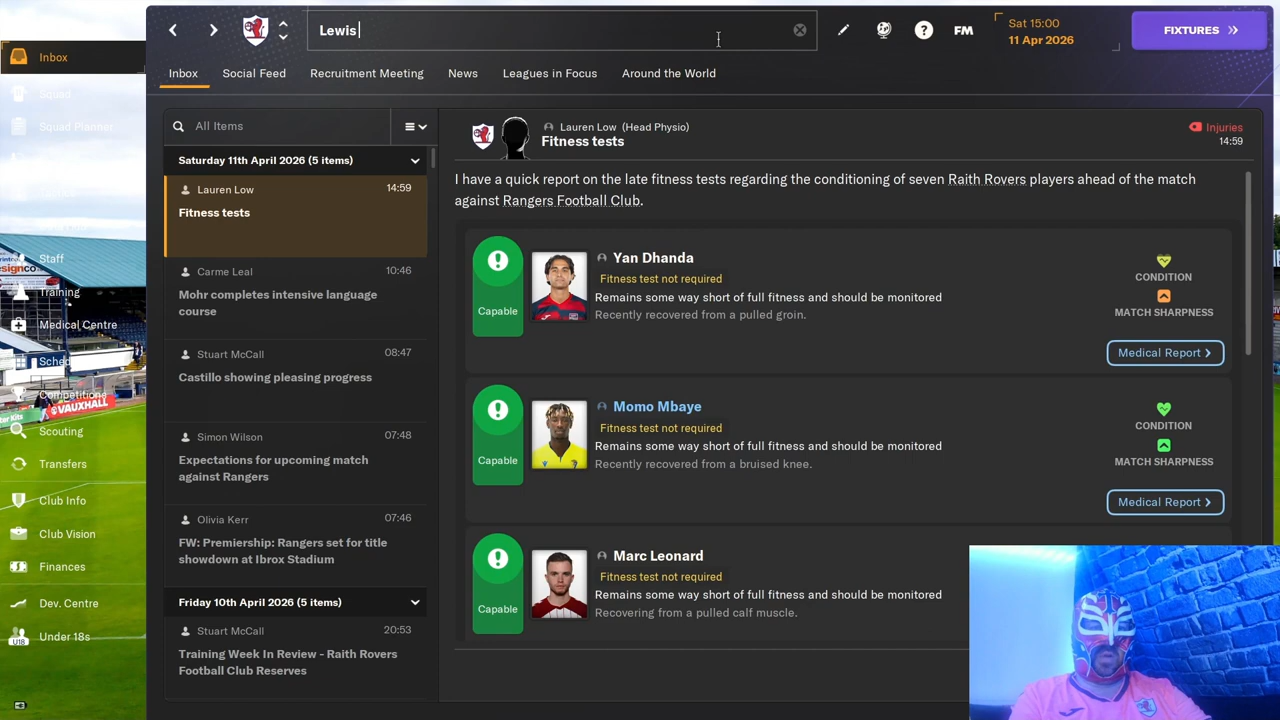 Lewis
Sat 15:00
11 Apr 2026
FIXTURES
FM
Inbox
Social Feed
Recruitment Meeting
News
Leagues in Focus
Around the World
Inbox
Squad
Squad Planner
Staff
Training
Medical Centre
Sched
Competitions
VAUXHALL
Scouting
Transfers
Club Info
Club Vision
Finances
Dev. Centre
U18
Under 18s
All Items
Saturday 11th April 2026 (5 items)
Lauren Low 14:59
Fitness tests
Carme Leal 10:46
Mohr completes intensive language
course
Stuart McCall 08:47
Castillo showing pleasing progress
Simon Wilson 07:48
Expectations for upcoming match
against Rangers
Olivia Kerr 07:46
FW: Premiership: Rangers set for title
showdown at Ibrox Stadium
Friday 10th April 2026 (5 items)
Stuart McCall 20:53
Training Week In Review - Raith Rovers
Football Club Reserves
Lauren Low (Head Physio)
Fitness tests
Injuries
14:59
I have a quick report on the late fitness tests regarding the conditioning of seven Raith Rovers players ahead of the match
against Rangers Football Club.
Capable
Yan Dhanda
Fitness test not required
Remains some way short of full fitness and should be monitored
Recently recovered from a pulled groin.
CONDITION
MATCH SHARPNESS
Medical Report
Capable
Momo Mbaye
Fitness test not required
Remains some way short of full fitness and should be monitored
Recently recovered from a bruised knee.
CONDITION
MATCH SHARPNESS
Medical Report
Capable
Marc Leonard
Fitness test not required
Remains some way short of full fitness and should be monitored
Recovering from a pulled calf muscle.